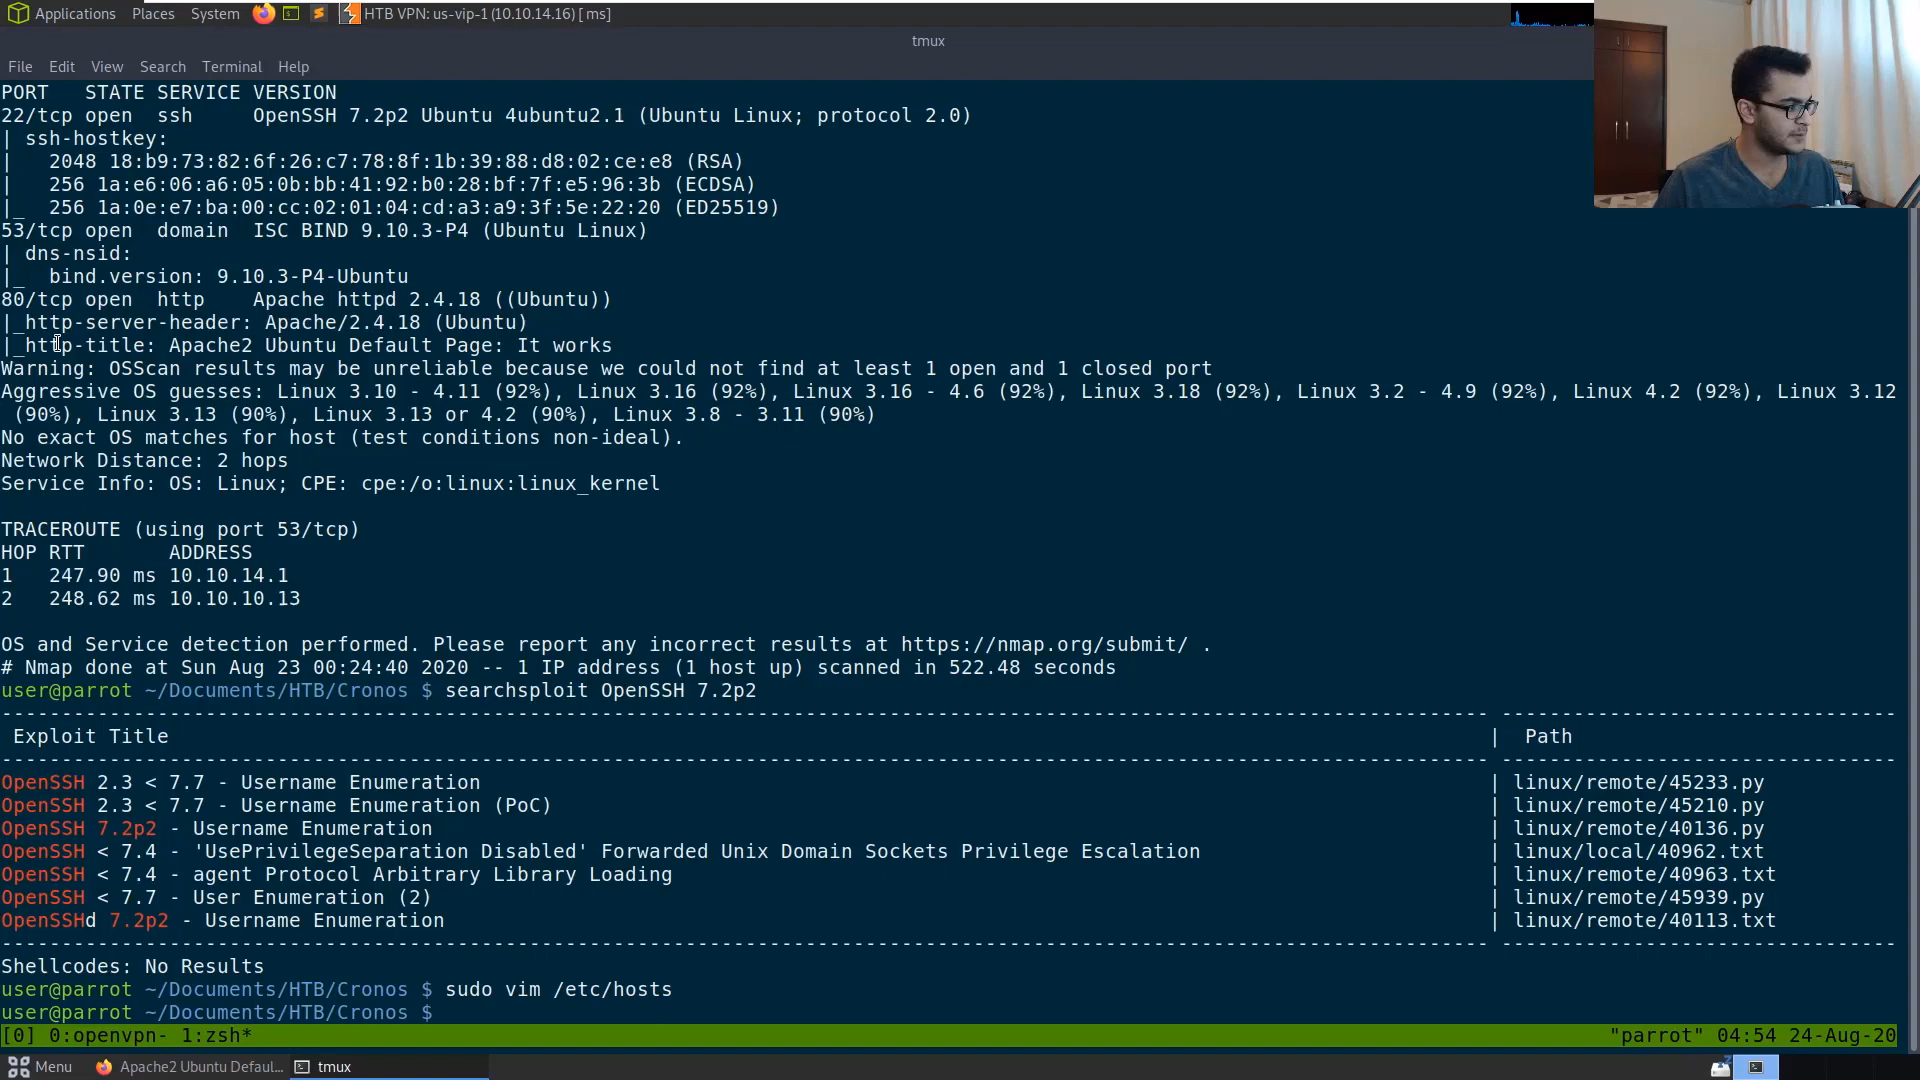 Applications Places System HTB VPN: us-vip-1 (10.10.14.16) [ ms]
tmux
File Edit View Search Terminal Help
PORT   STATE SERVICE VERSION
22/tcp open  ssh     OpenSSH 7.2p2 Ubuntu 4ubuntu2.1 (Ubuntu Linux; protocol 2.0)
| ssh-hostkey:
|   2048 18:b9:73:82:6f:26:c7:78:8f:1b:39:88:d8:02:ce:e8 (RSA)
|   256 1a:e6:06:a6:05:0b:bb:41:92:b0:28:bf:7f:e5:96:3b (ECDSA)
|_  256 1a:0e:e7:ba:00:cc:02:01:04:cd:a3:a9:3f:5e:22:20 (ED25519)
53/tcp open  domain  ISC BIND 9.10.3-P4 (Ubuntu Linux)
| dns-nsid:
|_  bind.version: 9.10.3-P4-Ubuntu
80/tcp open  http    Apache httpd 2.4.18 ((Ubuntu))
|_http-server-header: Apache/2.4.18 (Ubuntu)
|_http-title: Apache2 Ubuntu Default Page: It works
Warning: OSScan results may be unreliable because we could not find at least 1 open and 1 closed port
Aggressive OS guesses: Linux 3.10 - 4.11 (92%), Linux 3.16 (92%), Linux 3.16 - 4.6 (92%), Linux 3.18 (92%), Linux 3.2 - 4.9 (92%), Linux 4.2 (92%), Linux 3.12
 (90%), Linux 3.13 (90%), Linux 3.13 or 4.2 (90%), Linux 3.8 - 3.11 (90%)
No exact OS matches for host (test conditions non-ideal).
Network Distance: 2 hops
Service Info: OS: Linux; CPE: cpe:/o:linux:linux_kernel
TRACEROUTE (using port 53/tcp)
HOP RTT       ADDRESS
1   247.90 ms 10.10.14.1
2   248.62 ms 10.10.10.13
OS and Service detection performed. Please report any incorrect results at https://nmap.org/submit/ .
# Nmap done at Sun Aug 23 00:24:40 2020 -- 1 IP address (1 host up) scanned in 522.48 seconds
user@parrot ~/Documents/HTB/Cronos $ searchsploit OpenSSH 7.2p2
Exploit Title | Path
OpenSSH 2.3 < 7.7 - Username Enumeration | linux/remote/45233.py
OpenSSH 2.3 < 7.7 - Username Enumeration (PoC) | linux/remote/45210.py
OpenSSH 7.2p2 - Username Enumeration | linux/remote/40136.py
OpenSSH < 7.4 - 'UsePrivilegeSeparation Disabled' Forwarded Unix Domain Sockets Privilege Escalation | linux/local/40962.txt
OpenSSH < 7.4 - agent Protocol Arbitrary Library Loading | linux/remote/40963.txt
OpenSSH < 7.7 - User Enumeration (2) | linux/remote/45939.py
OpenSSHd 7.2p2 - Username Enumeration | linux/remote/40113.txt
Shellcodes: No Results
user@parrot ~/Documents/HTB/Cronos $ sudo vim /etc/hosts
user@parrot ~/Documents/HTB/Cronos $
[0] 0:openvpn- 1:zsh* "parrot" 04:54 24-Aug-20
Menu Apache2 Ubuntu Defaul... tmux